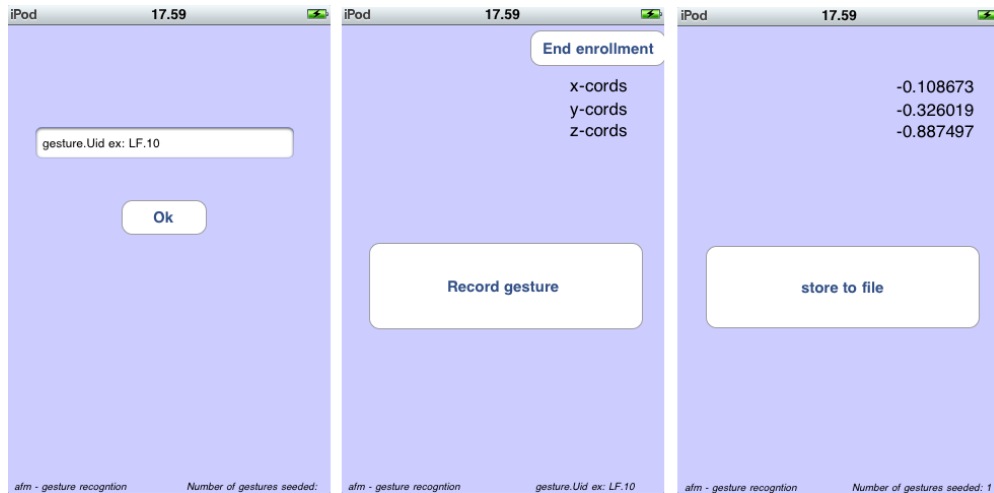 iPod 17.59
gesture.Uid ex: LF.10
Ok
afm - gesture recogntion Number of gestures seeded:
iPod 17.59
End enrollment
x-cords
y-cords
z-cords
Record gesture
afm - gesture recogntion gesture.Uid ex: LF.10
iPod 17.59
-0.108673
-0.326019
-0.887497
store to file
afm - gesture recogntion Number of gestures seeded: 1